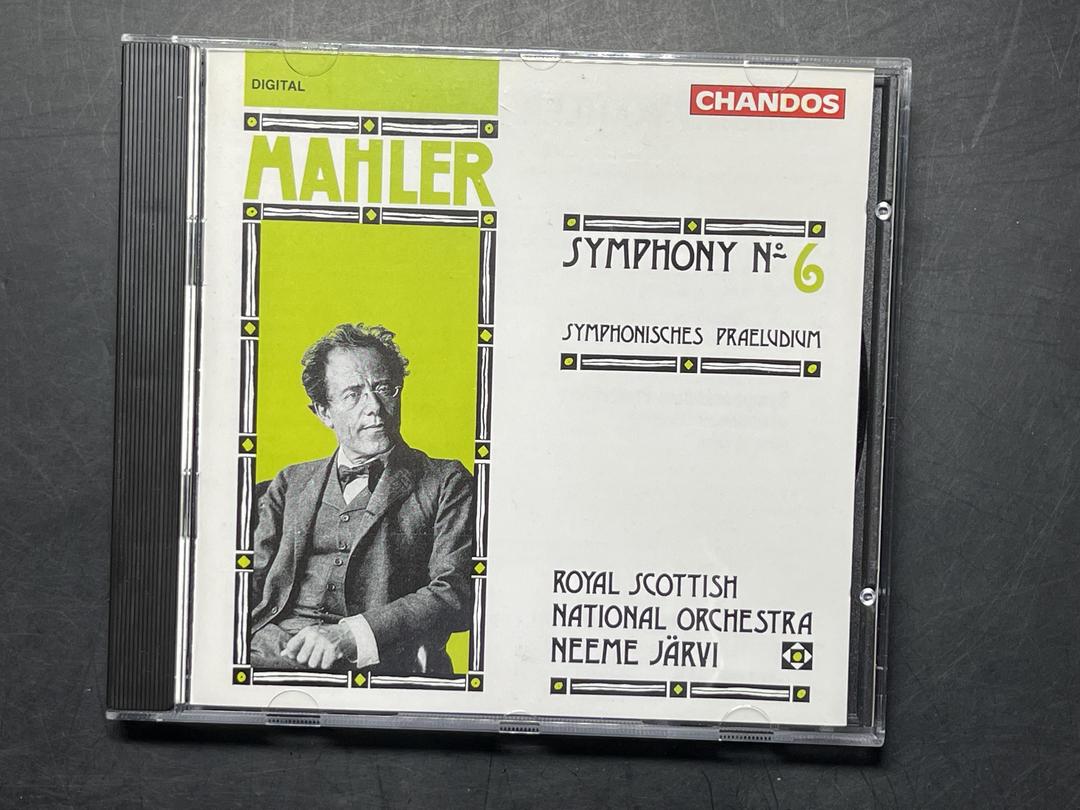 DIGITAL
CHANDOS
MAHLER
SYMPHONY Nº 6
SYMPHONISCHES PRAELUDIUM
ROYAL SCOTTISH
NATIONAL ORCHESTRA
NEEME JÄRVI